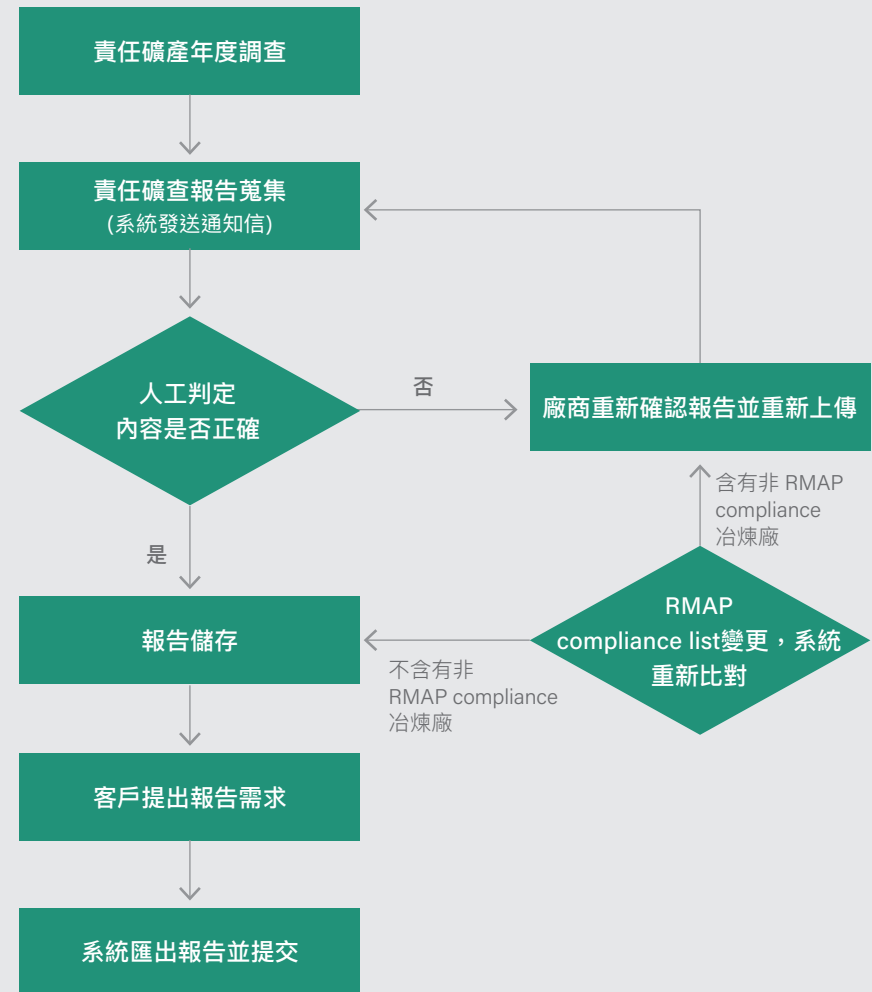 責任礦產年度調查
責任礦查報告蒐集
(系統發送通知信)
人工判定
內容是否正確
否
廠商重新確認報告並重新上傳
含有非 RMAP
compliance
冶煉廠
是
RMAP
compliance list變更，系統
重新比對
報告儲存
不含有非
RMAP compliance
冶煉廠
客戶提出報告需求
系統匯出報告並提交